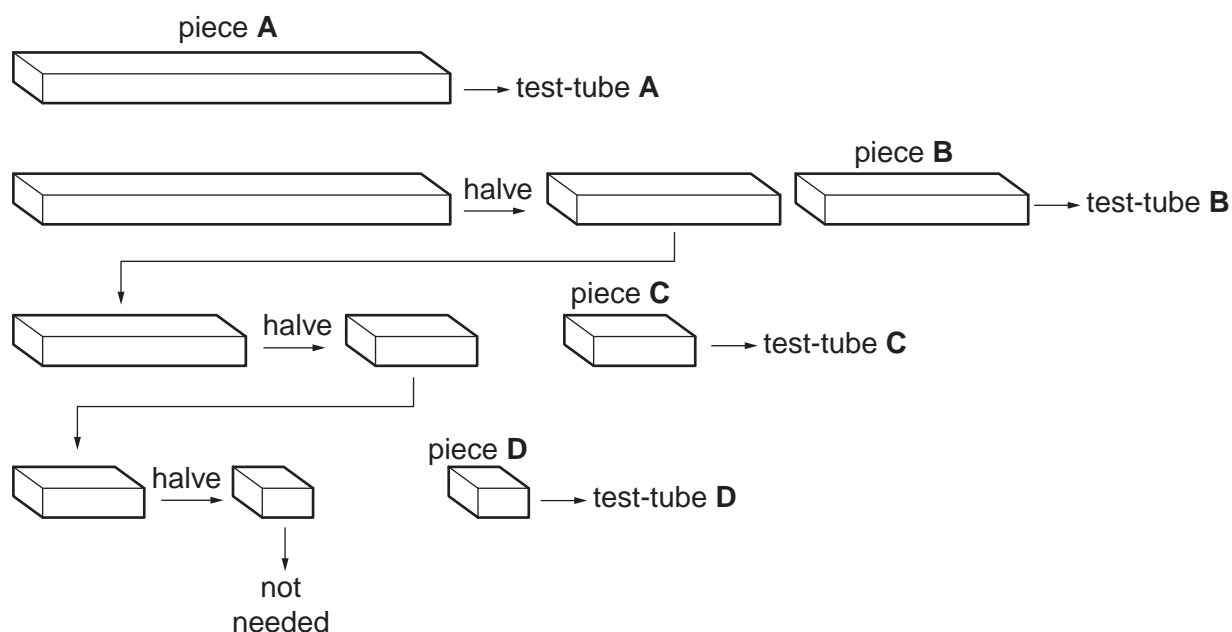 piece A
test-tube A
piece B
halve
test-tube B
piece C
halve
test-tube C
piece D
halve
test-tube D
not
needed